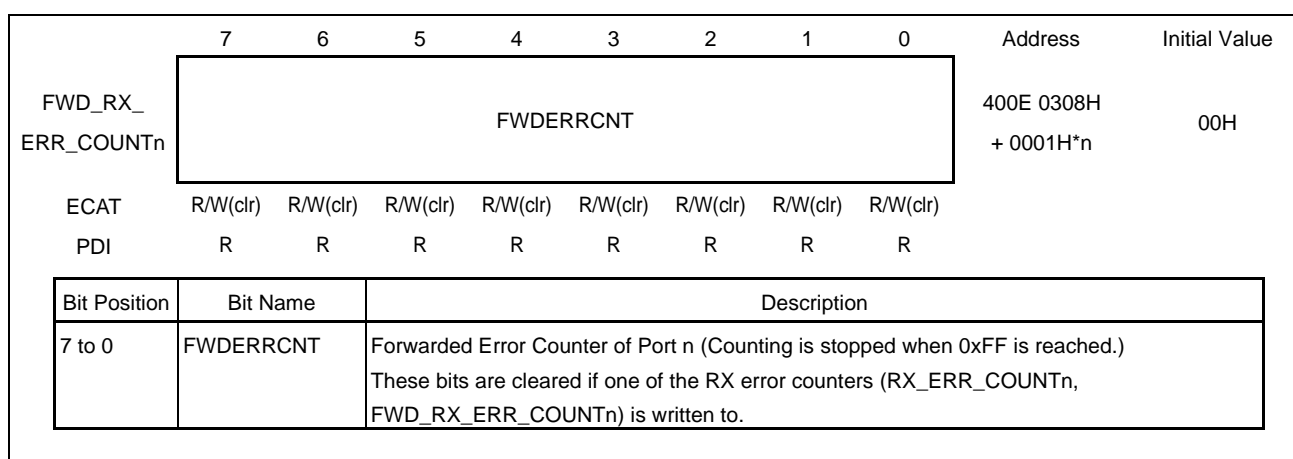 7 6 5 4 3 2 1 0 Address Initial Value
FWD_RX_
ERR_COUNTn
FWDERRCNT
400E 0308H
+ 0001H*n
00H
ECAT R/W(clr) R/W(clr) R/W(clr) R/W(clr) R/W(clr) R/W(clr) R/W(clr) R/W(clr)
PDI R R R R R R R R
Bit Position Bit Name Description
7 to 0 FWDERRCNT Forwarded Error Counter of Port n (Counting is stopped when 0xFF is reached.)
These bits are cleared if one of the RX error counters (RX_ERR_COUNTn,
FWD_RX_ERR_COUNTn) is written to.